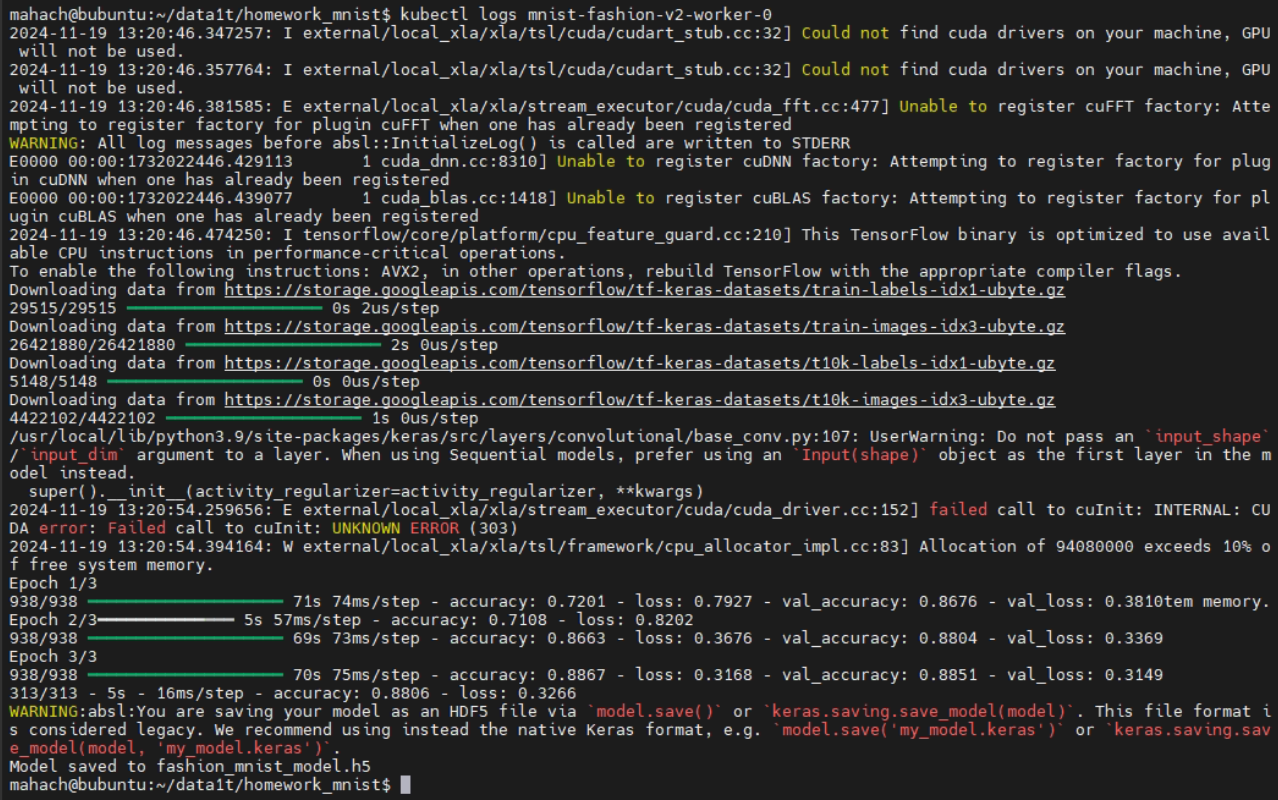 mahach@bubuntu:~/data1t/homework_mnist$ kubectl logs mnist-fashion-v2-worker-0
2024-11-19 13:20:46.347257: I external/local_xla/xla/tsl/cuda/cudart_stub.cc:32] Could not find cuda drivers on your machine, GPU
 will not be used.
2024-11-19 13:20:46.357764: I external/local_xla/xla/tsl/cuda/cudart_stub.cc:32] Could not find cuda drivers on your machine, GPU
 will not be used.
2024-11-19 13:20:46.381585: E external/local_xla/xla/stream_executor/cuda/cuda_fft.cc:477] Unable to register cuFFT factory: Atte
mpting to register factory for plugin cuFFT when one has already been registered
WARNING: All log messages before absl::InitializeLog() is called are written to STDERR
E0000 00:00:1732022446.429113       1 cuda_dnn.cc:8310] Unable to register cuDNN factory: Attempting to register factory for plug
in cuDNN when one has already been registered
E0000 00:00:1732022446.439077       1 cuda_blas.cc:1418] Unable to register cuBLAS factory: Attempting to register factory for pl
ugin cuBLAS when one has already been registered
2024-11-19 13:20:46.474250: I tensorflow/core/platform/cpu_feature_guard.cc:210] This TensorFlow binary is optimized to use avail
able CPU instructions in performance-critical operations.
To enable the following instructions: AVX2, in other operations, rebuild TensorFlow with the appropriate compiler flags.
Downloading data from https://storage.googleapis.com/tensorflow/tf-keras-datasets/train-labels-idx1-ubyte.gz
29515/29515 ━━━━━━━━━━━━━━━━━━━━ 0s 2us/step
Downloading data from https://storage.googleapis.com/tensorflow/tf-keras-datasets/train-images-idx3-ubyte.gz
26421880/26421880 ━━━━━━━━━━━━━━━━━━━━ 2s 0us/step
Downloading data from https://storage.googleapis.com/tensorflow/tf-keras-datasets/t10k-labels-idx1-ubyte.gz
5148/5148 ━━━━━━━━━━━━━━━━━━━━ 0s 0us/step
Downloading data from https://storage.googleapis.com/tensorflow/tf-keras-datasets/t10k-images-idx3-ubyte.gz
4422102/4422102 ━━━━━━━━━━━━━━━━━━━━ 1s 0us/step
/usr/local/lib/python3.9/site-packages/keras/src/layers/convolutional/base_conv.py:107: UserWarning: Do not pass an `input_shape`
/`input_dim` argument to a layer. When using Sequential models, prefer using an `Input(shape)` object as the first layer in the m
odel instead.
  super().__init__(activity_regularizer=activity_regularizer, **kwargs)
2024-11-19 13:20:54.259656: E external/local_xla/xla/stream_executor/cuda/cuda_driver.cc:152] failed call to cuInit: INTERNAL: CU
DA error: Failed call to cuInit: UNKNOWN ERROR (303)
2024-11-19 13:20:54.394164: W external/local_xla/xla/tsl/framework/cpu_allocator_impl.cc:83] Allocation of 94080000 exceeds 10% o
f free system memory.
Epoch 1/3
938/938 ━━━━━━━━━━━━━━━━━━━━ 71s 74ms/step - accuracy: 0.7201 - loss: 0.7927 - val_accuracy: 0.8676 - val_loss: 0.3810tem memory.
Epoch 2/3━━━━━━━━━━━━━━ 5s 57ms/step - accuracy: 0.7108 - loss: 0.8202
938/938 ━━━━━━━━━━━━━━━━━━━━ 69s 73ms/step - accuracy: 0.8663 - loss: 0.3676 - val_accuracy: 0.8804 - val_loss: 0.3369
Epoch 3/3
938/938 ━━━━━━━━━━━━━━━━━━━━ 70s 75ms/step - accuracy: 0.8867 - loss: 0.3168 - val_accuracy: 0.8851 - val_loss: 0.3149
313/313 - 5s - 16ms/step - accuracy: 0.8806 - loss: 0.3266
WARNING:absl:You are saving your model as an HDF5 file via `model.save()` or `keras.saving.save_model(model)`. This file format i
s considered legacy. We recommend using instead the native Keras format, e.g. `model.save('my_model.keras')` or `keras.saving.sav
e_model(model, 'my_model.keras')`.
Model saved to fashion_mnist_model.h5
mahach@bubuntu:~/data1t/homework_mnist$